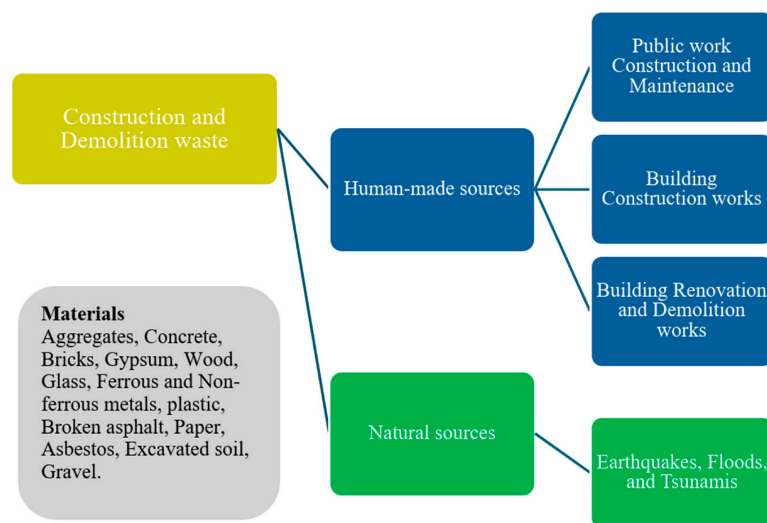 Construction and
Demolition waste
Human-made sources
Public work
Construction and
Maintenance
Building
Construction works
Building Renovation
and Demolition
works
Natural sources
Earthquakes, Floods,
and Tsunamis
Materials
Aggregates, Concrete,
Bricks, Gypsum, Wood,
Glass, Ferrous and Non-
ferrous metals, plastic,
Broken asphalt, Paper,
Asbestos, Excavated soil,
Gravel.